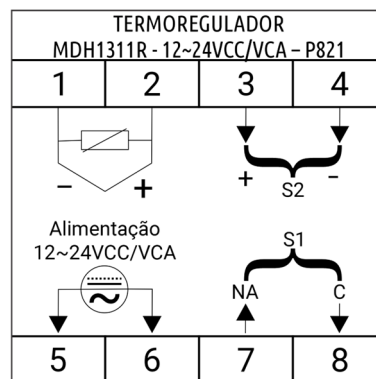 TERMOREGULADOR
MDH1311R - 12~24VCC/VCA – P821
1 2 3 4
− + + −
S2
Alimentação
12~24VCC/VCA
S1
NA C
5 6 7 8